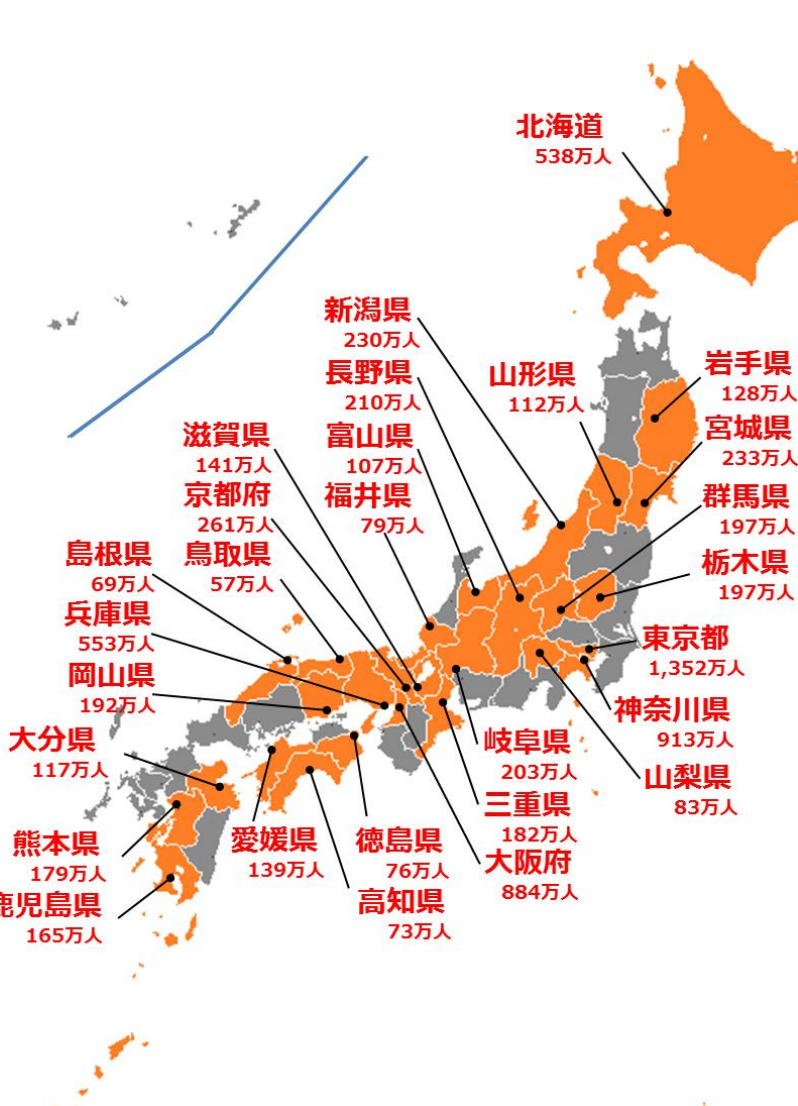 北海道
538万人
新潟県
230万人
長野県
210万人
山形県
112万人
岩手県
128万人
宮城県
233万人
滋賀県
141万人
富山県
107万人
京都府
261万人
福井県
79万人
群馬県
197万人
島根県
69万人
鳥取県
57万人
栃木県
197万人
兵庫県
553万人
東京都
1,352万人
岡山県
192万人
神奈川県
913万人
大分県
117万人
岐阜県
203万人
山梨県
83万人
三重県
182万人
熊本県
179万人
愛媛県
139万人
徳島県
76万人
大阪府
884万人
鹿児島県
165万人
高知県
73万人